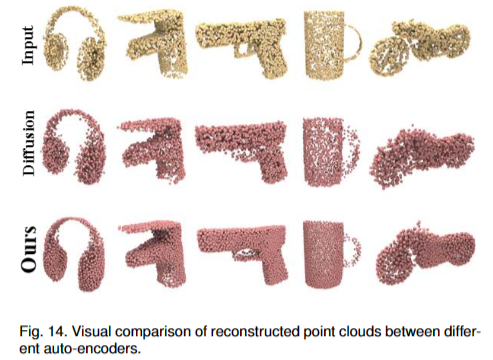 Input
Diffusion
Ours
Fig. 14. Visual comparison of reconstructed point clouds between differ-
ent auto-encoders.